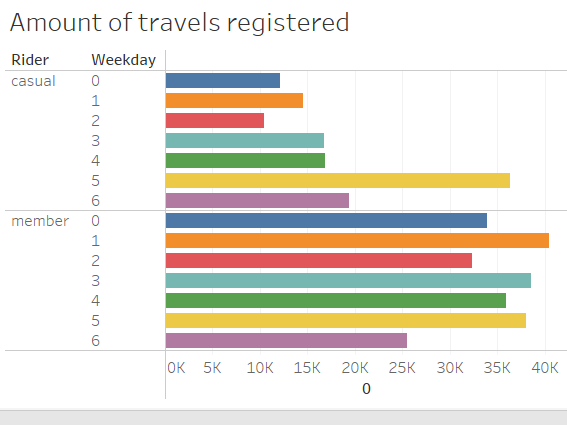 Amount of travels registered
Rider Weekday
casual 0
1
2
3
4
5
6
member 0
1
2
3
4
5
6
0K 5K 10K 15K 20K 25K 30K 35K 40K
0